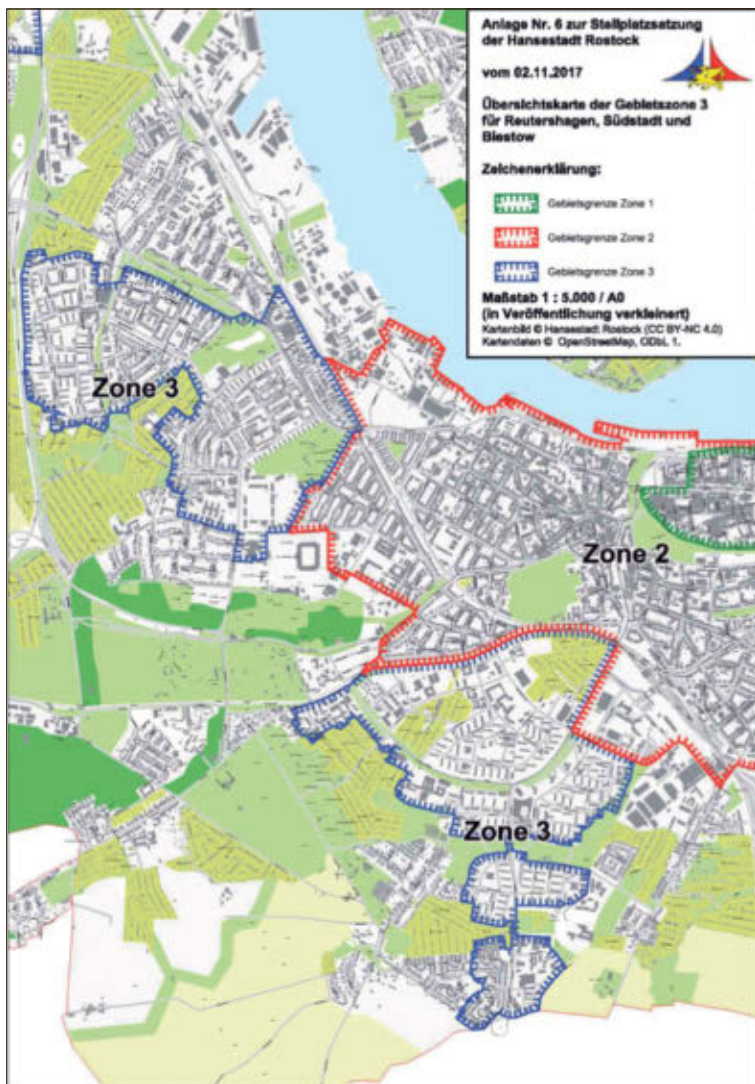 Anlage Nr. 6 zur Stellplatzsatzung
der Hansestadt Rostock
vom 02.11.2017
Übersichtskarte der Gebietszone 3
für Reutershagen, Südstadt und
Biestow
Zeichenerklärung:
Gebietsgrenze Zone 1
Gebietsgrenze Zone 2
Gebietsgrenze Zone 3
Maßstab 1 : 5.000 / A0
(in Veröffentlichung verkleinert)
Kartenbild © Hansestadt Rostock (CC BY-NC 4.0)
Kartendaten © OpenStreetMap, ODbL 1.
Zone 3
Zone 2
Zone 3